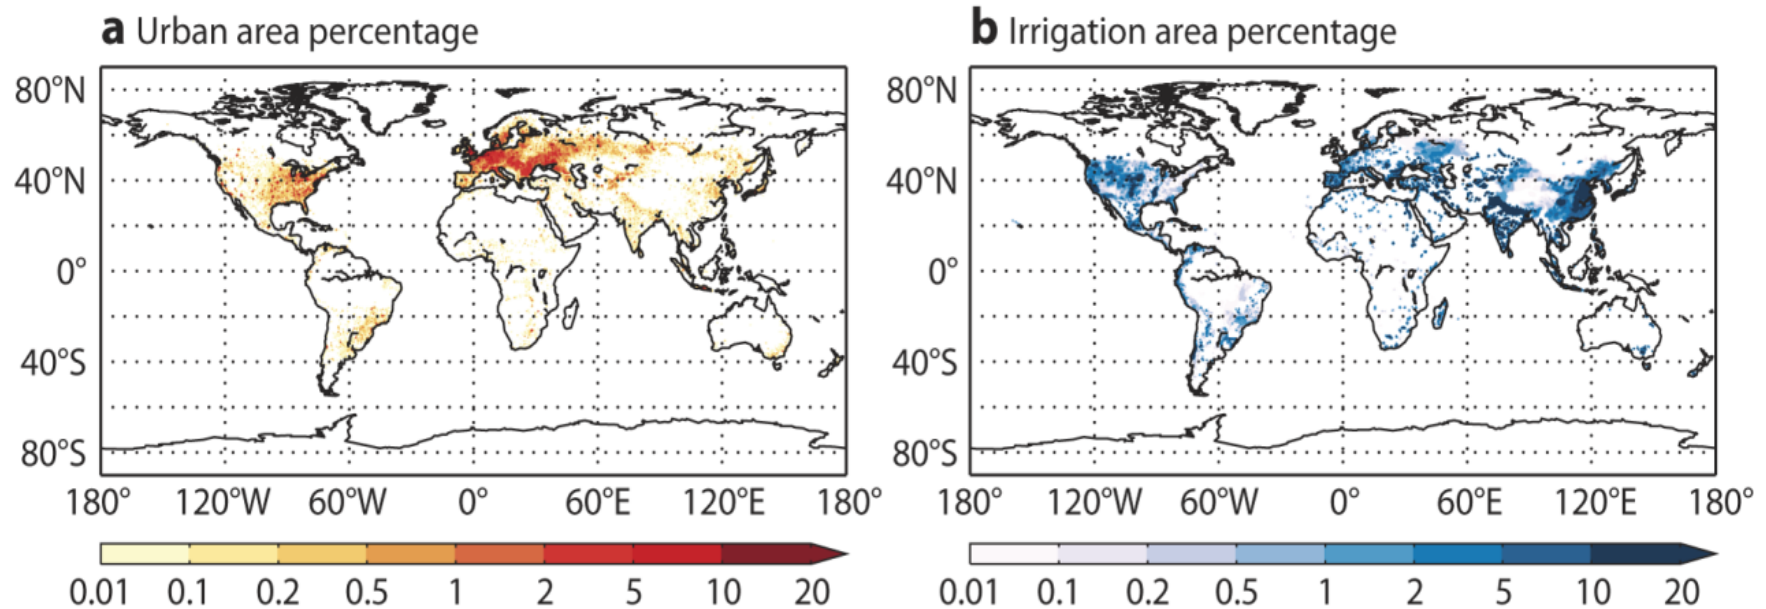 a Urban area percentage
80°N
40°N
0°
40°S
80°S
180° 120°W 60°W 0° 60°E 120°E 180°
0.01 0.1 0.2 0.5 1 2 5 10 20
b Irrigation area percentage
80°N
40°N
0°
40°S
80°S
180° 120°W 60°W 0° 60°E 120°E 180°
0.01 0.1 0.2 0.5 1 2 5 10 20